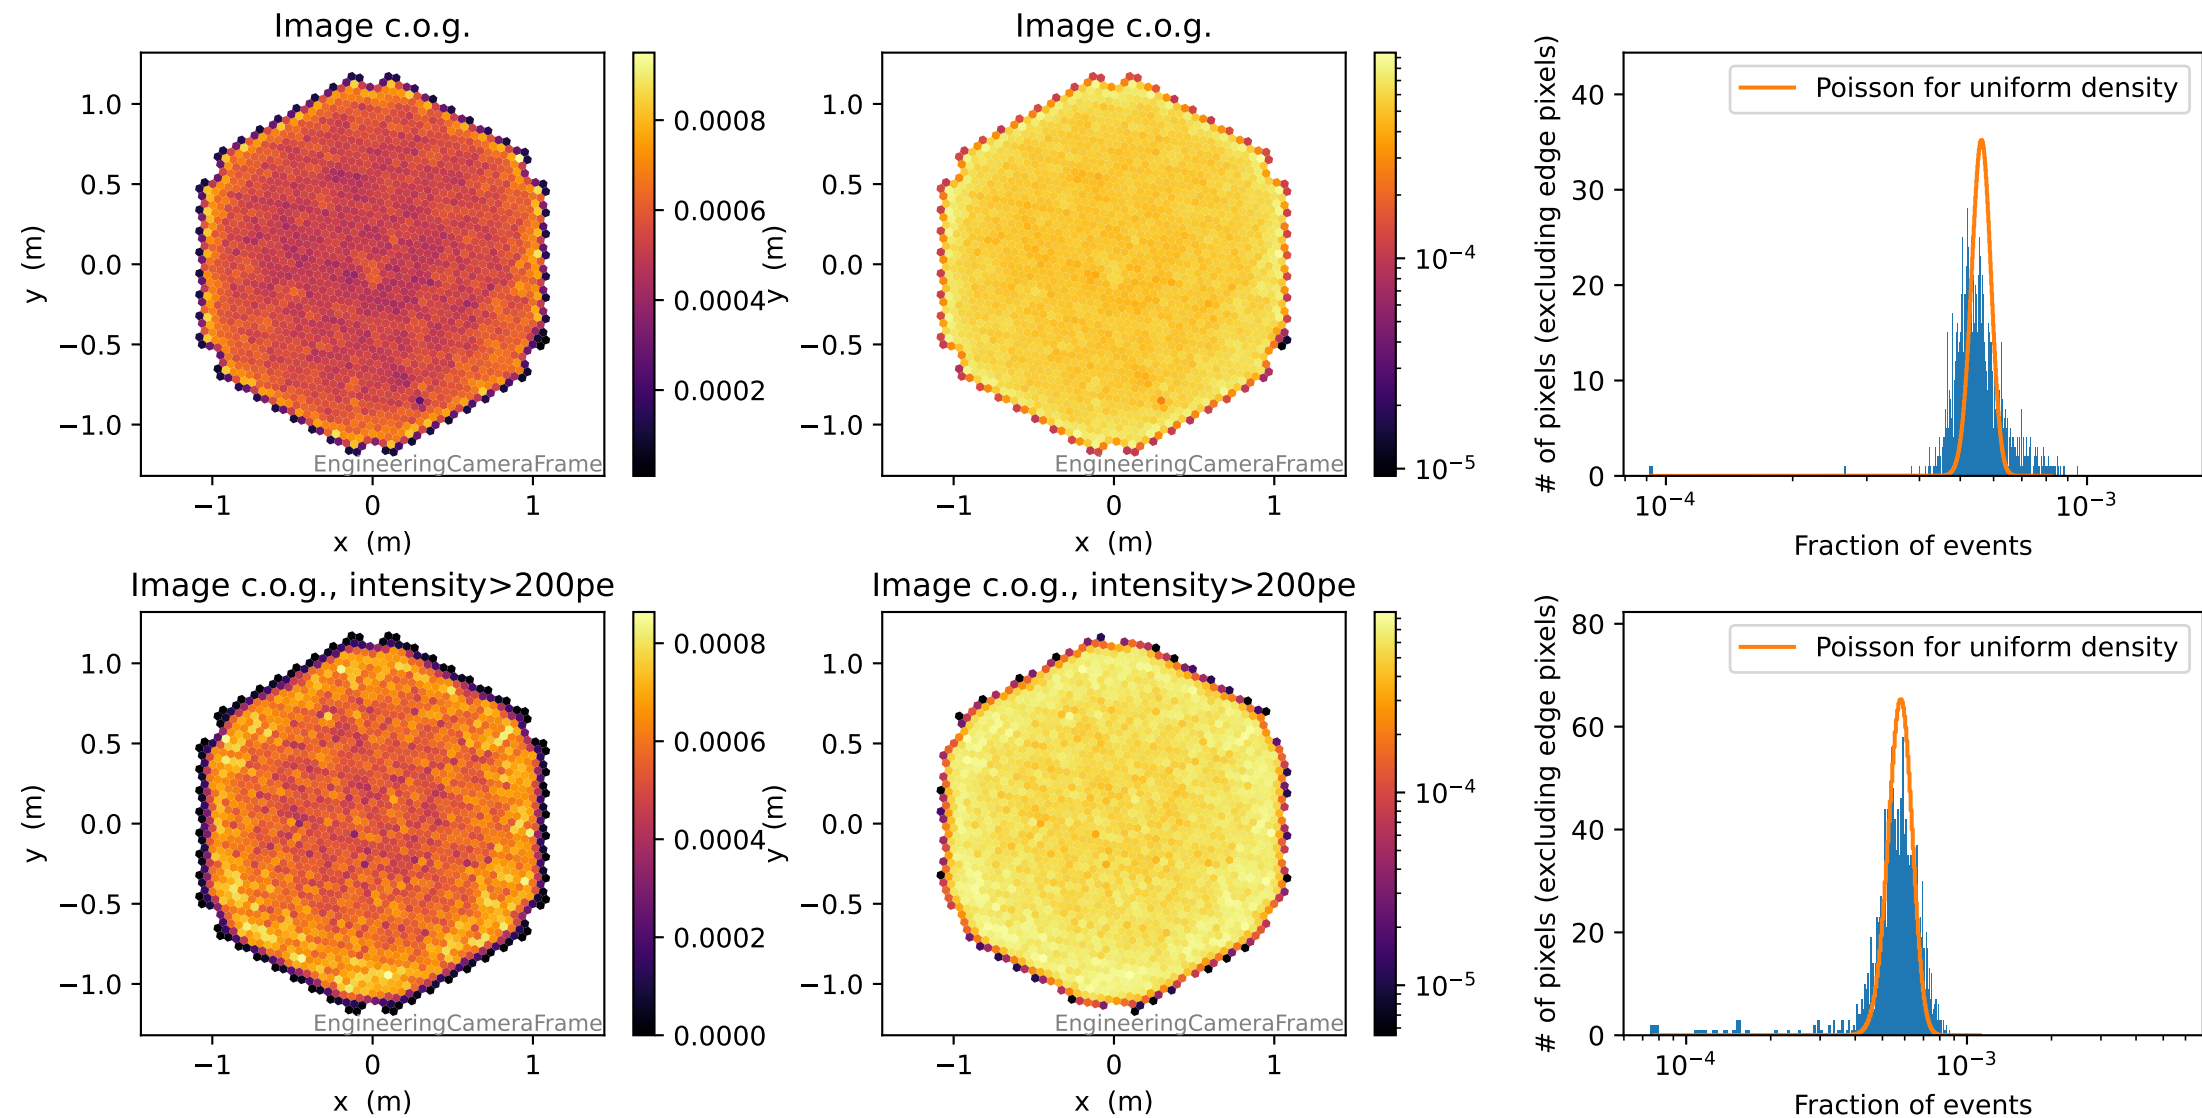 Image c.o.g.
1.0
0.5
0.0
−0.5
−1.0
y (m)
−1 0 1
x (m)
EngineeringCameraFrame
0.0008
0.0006
0.0004
0.0002
Image c.o.g.
1.0
0.5
0.0
−0.5
−1.0
y (m)
−1 0 1
x (m)
EngineeringCameraFrame
10⁻⁴
10⁻⁵
Poisson for uniform density
# of pixels (excluding edge pixels)
40
30
20
10
0
10⁻⁴ 10⁻³
Fraction of events
Image c.o.g., intensity>200pe
1.0
0.5
0.0
−0.5
−1.0
y (m)
−1 0 1
x (m)
EngineeringCameraFrame
0.0008
0.0006
0.0004
0.0002
0.0000
Image c.o.g., intensity>200pe
1.0
0.5
0.0
−0.5
−1.0
y (m)
−1 0 1
x (m)
EngineeringCameraFrame
10⁻⁴
10⁻⁵
Poisson for uniform density
# of pixels (excluding edge pixels)
80
60
40
20
0
10⁻⁴ 10⁻³
Fraction of events